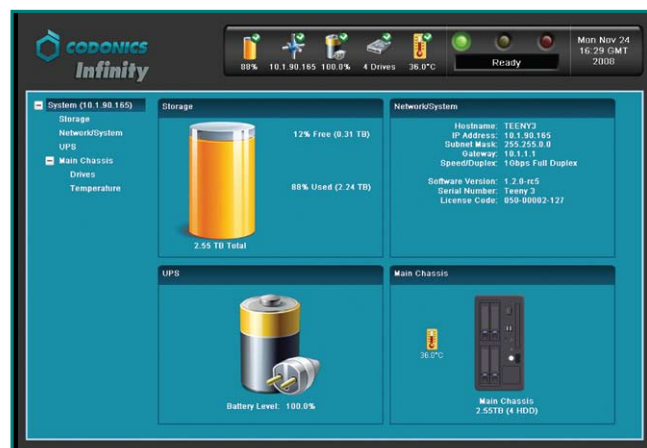 CODONICS
Infinity
88%
10.1.90.165
100.0%
4 Drives
36.0°C
Ready
Mon Nov 24
16:29 GMT
2008
System (10.1.90.165)
Storage
Network/System
UPS
Main Chassis
Drives
Temperature
Storage
12% Free (0.31 TB)
88% Used (2.24 TB)
2.55 TB Total
Network/System
Hostname: TEENY3
IP Address: 10.1.90.165
Subnet Mask: 255.255.0.0
Gateway: 10.1.1.1
Speed/Duplex: 1Gbps Full Duplex
Software Version: 1.2.0-rc5
Serial Number: Teeny 3
License Code: 050-00002-127
UPS
Battery Level: 100.0%
Main Chassis
36.0°C
Main Chassis
2.55TB (4 HDD)